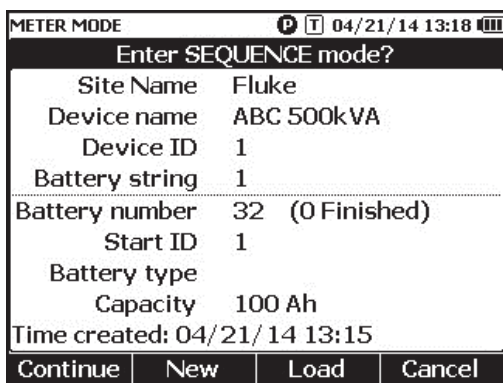 METER MODE P T 04/21/14 13:18
Enter SEQUENCE mode?
Site Name Fluke
Device name ABC 500kVA
Device ID 1
Battery string 1
Battery number 32 (0 Finished)
Start ID 1
Battery type
Capacity 100 Ah
Time created: 04/21/14 13:15
Continue New Load Cancel